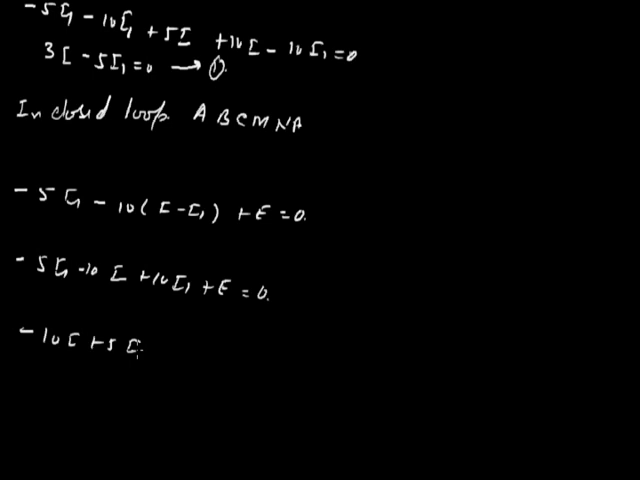 -5I₁ - 10I₁ + 5I + 10I - 10I₁ = 0
3I - 5I₁ = 0 → ①.
In closed loop ABCMNA
-5I₁ - 10(I - I₁) + E = 0.
-5I₁ - 10I + 10I₁ + E = 0.
-10I + 5I